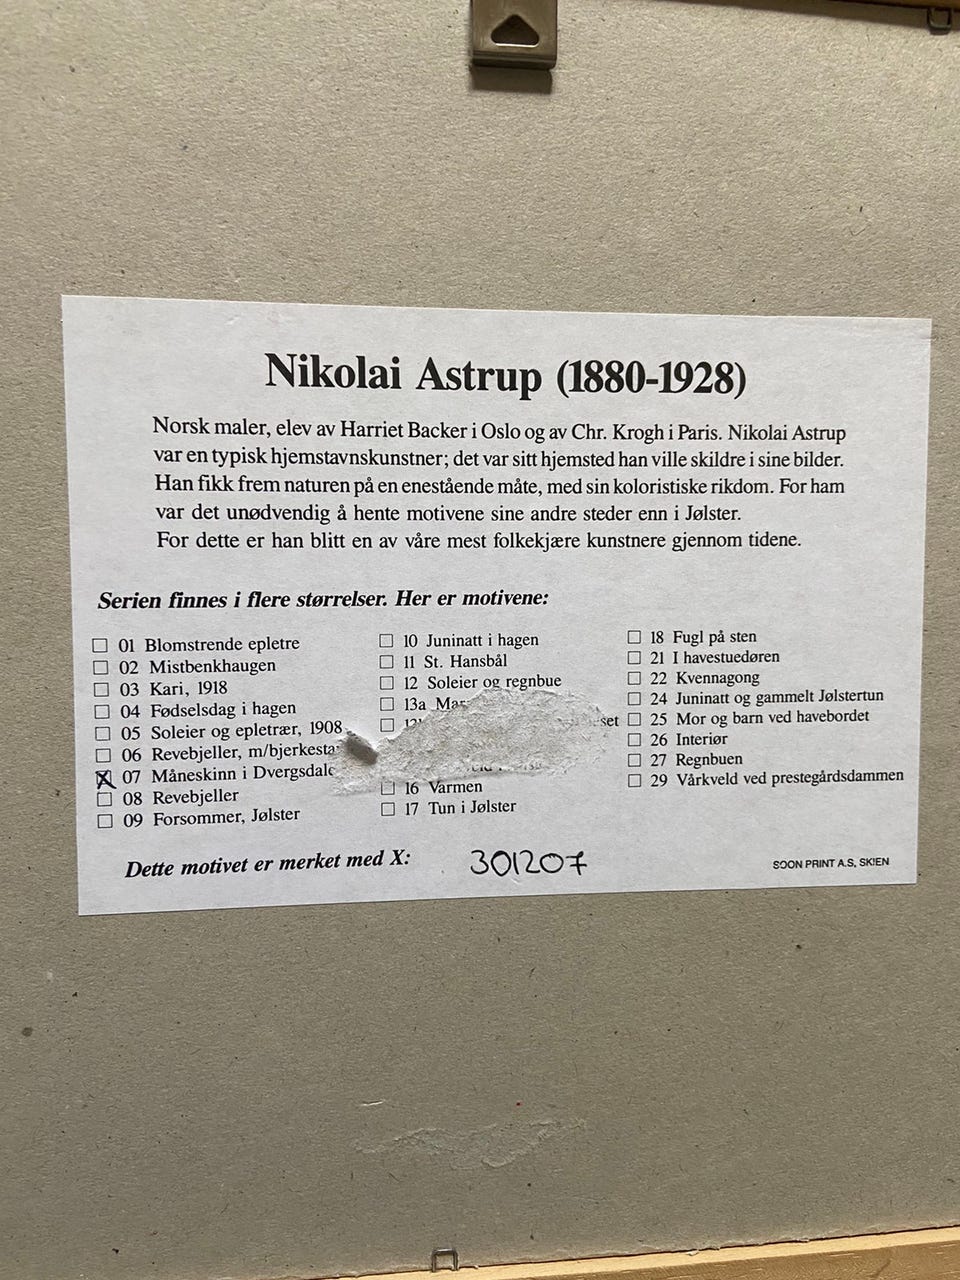 Nikolai Astrup (1880-1928)
Norsk maler, elev av Harriet Backer i Oslo og av Chr. Krogh i Paris. Nikolai Astrup
var en typisk hjemstavnskunstner; det var sitt hjemsted han ville skildre i sine bilder.
Han fikk frem naturen på en enestående måte, med sin koloristiske rikdom. For ham
var det unødvendig å hente motivene sine andre steder enn i Jølster.
For dette er han blitt en av våre mest folkekjære kunstnere gjennom tidene.
Serien finnes i flere størrelser. Her er motivene:
01 Blomstrende epletre
02 Mistbenkhaugen
03 Kari, 1918
04 Fødselsdag i hagen
05 Soleier og epletrær, 1908
06 Revebjeller,
07 Måneskinn i
08 Revebjeller
09 Forsommer, Jølster
10 Juninatt i hagen
11 St. Hansbål
12 Soleier og regnbue
13a
16 Varmen
17 Tun i Jølster
18 Fugl på sten
21 I havestuedøren
22 Kvennagong
24 Juninatt og gammelt Jølstertun
25 Mor og barn ved havebordet
26 Interiør
27 Regnbuen
29 Vårkveld ved prestegårdsdammen
Dette motivet er merket med X: 301207
SOON PRINT A.S, SKIEN